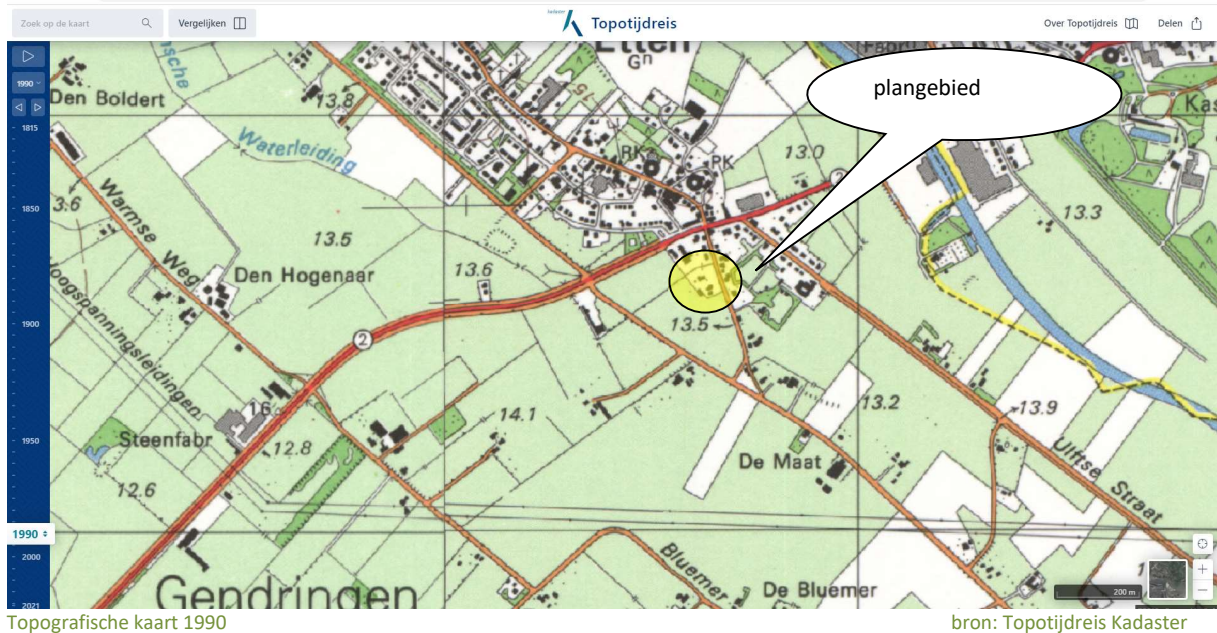 Zoek op de kaart
Vergelijken
Kadaster
Topotijdreis
Over Topotijdreis
Delen
1990
1815
1850
1900
1950
1990
2000
2021
plangebied
Etten
Gn
Den Boldert
13.8
Waterleiding
RK
PK
13.0
2
Kas
13.3
3.6
Warmse Weg
13.5
Den Hogenaar
13.6
Hoogspanningsleidingen
2
13.5
16
14.1
13.2
13.9
Steenfabr
12.8
De Maat
Ulftse Straat
12.6
Gendringen
Bluemer
De Bluemer
200 m
Topografische kaart 1990
bron: Topotijdreis Kadaster